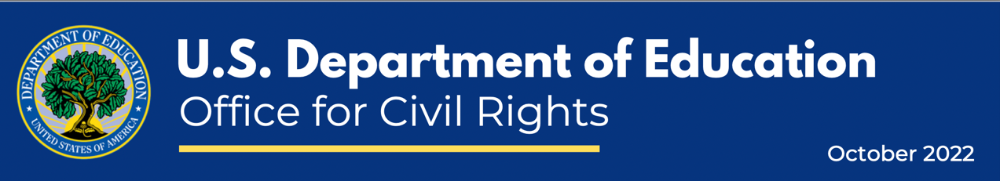 DEPARTMENT OF EDUCATION
UNITED STATES OF AMERICA
U.S. Department of Education
Office for Civil Rights
October 2022